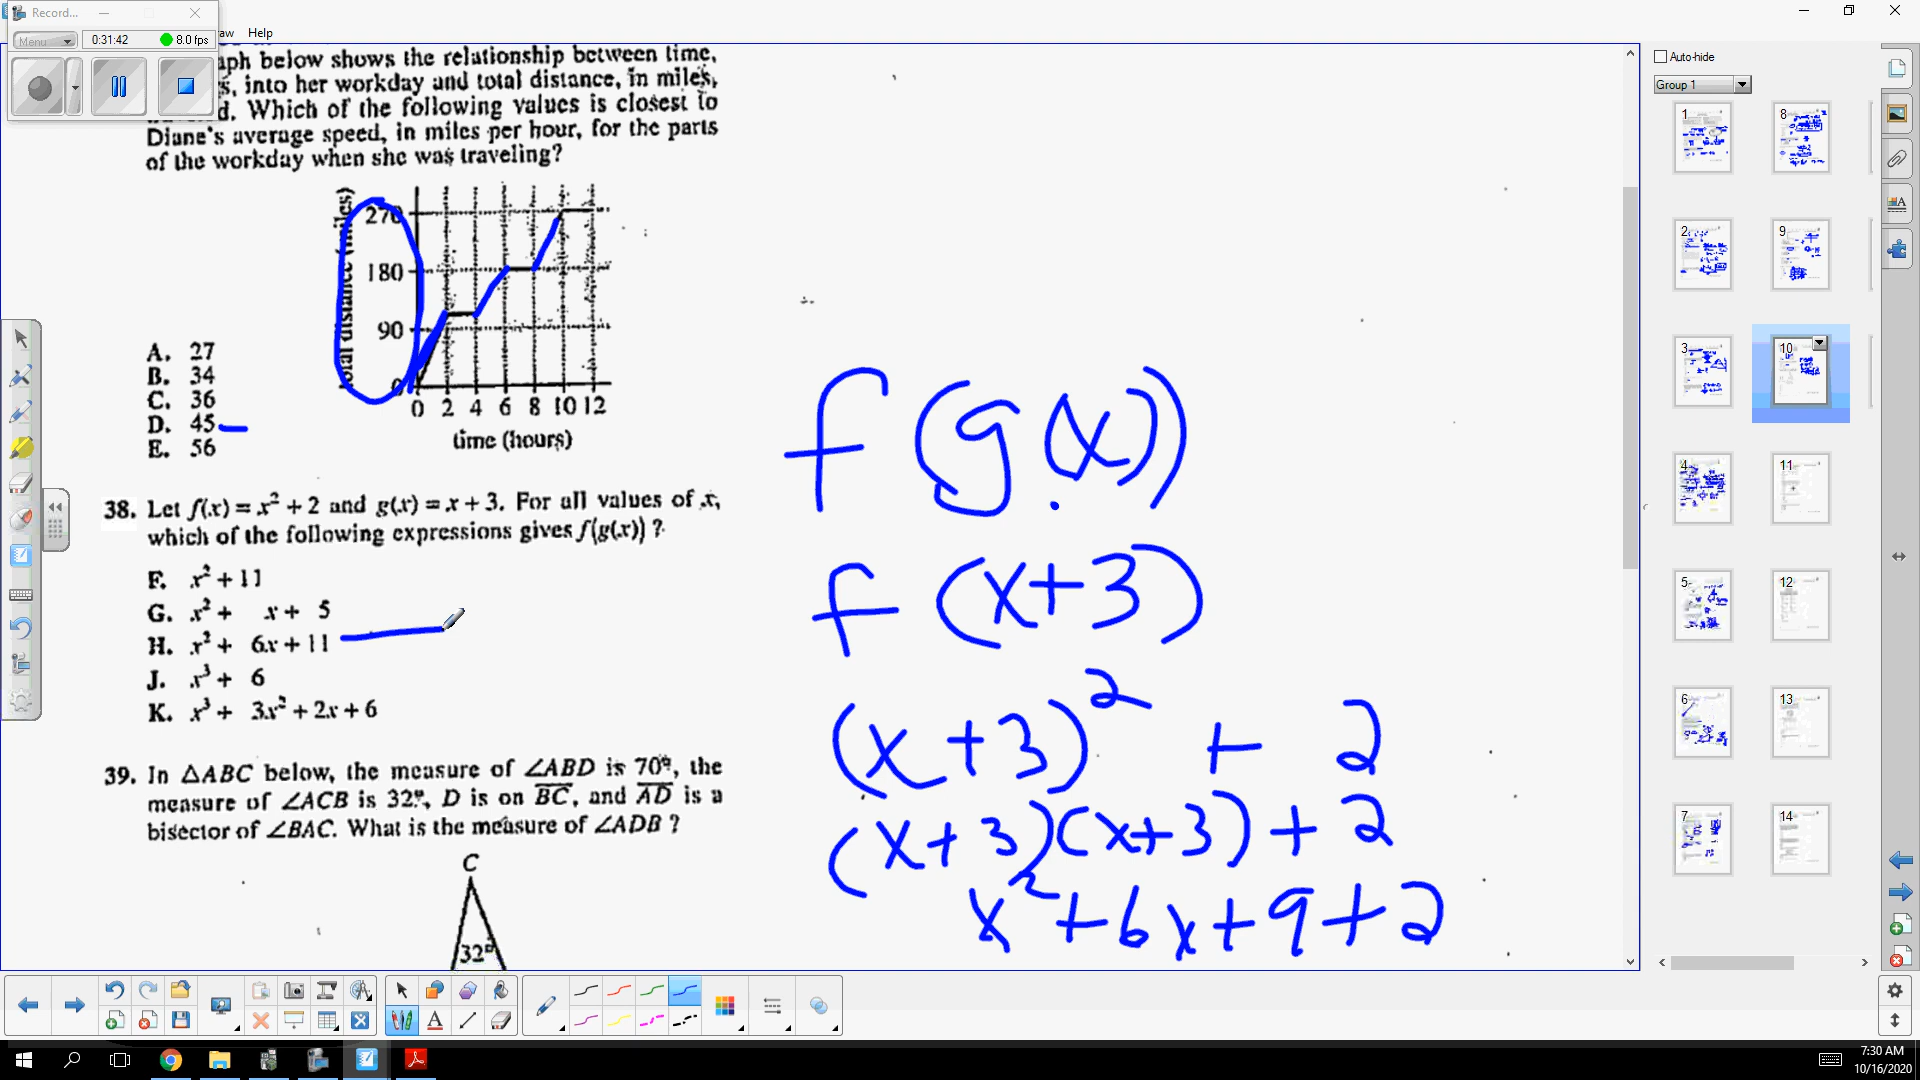 Record...
Menu
0:31:42
8.0 fps
aw
Help
aph below shows the relationship between time,
s, into her workday and total distance, in miles,
d. Which of the following values is closest to
Diane's average speed, in miles per hour, for the parts
of the workday when she was traveling?
270
180
90
0
total distance (miles)
0 2 4 6 8 10 12
time (hours)
A. 27
B. 34
C. 36
D. 45
E. 56
38. Let f(x) = x² + 2 and g(x) = x + 3. For all values of x,
which of the following expressions gives f(g(x)) ?
F. x² + 11
G. x² + x + 5
H. x² + 6x + 11
J. x³ + 6
K. x³ + 3x² + 2x + 6
39. In △ABC below, the measure of ∠ABD is 70°, the
measure of ∠ACB is 32°, D is on BC, and AD is a
bisector of ∠BAC. What is the measure of ∠ADB ?
C
32°
f(g(x))
f(x+3)
(x+3)² + 2
(x+3)(x+3) + 2
x²+6x+9+2
Auto-hide
Group 1
1
2
3
4
5
6
7
8
9
10
11
12
13
14
7:30 AM
10/16/2020